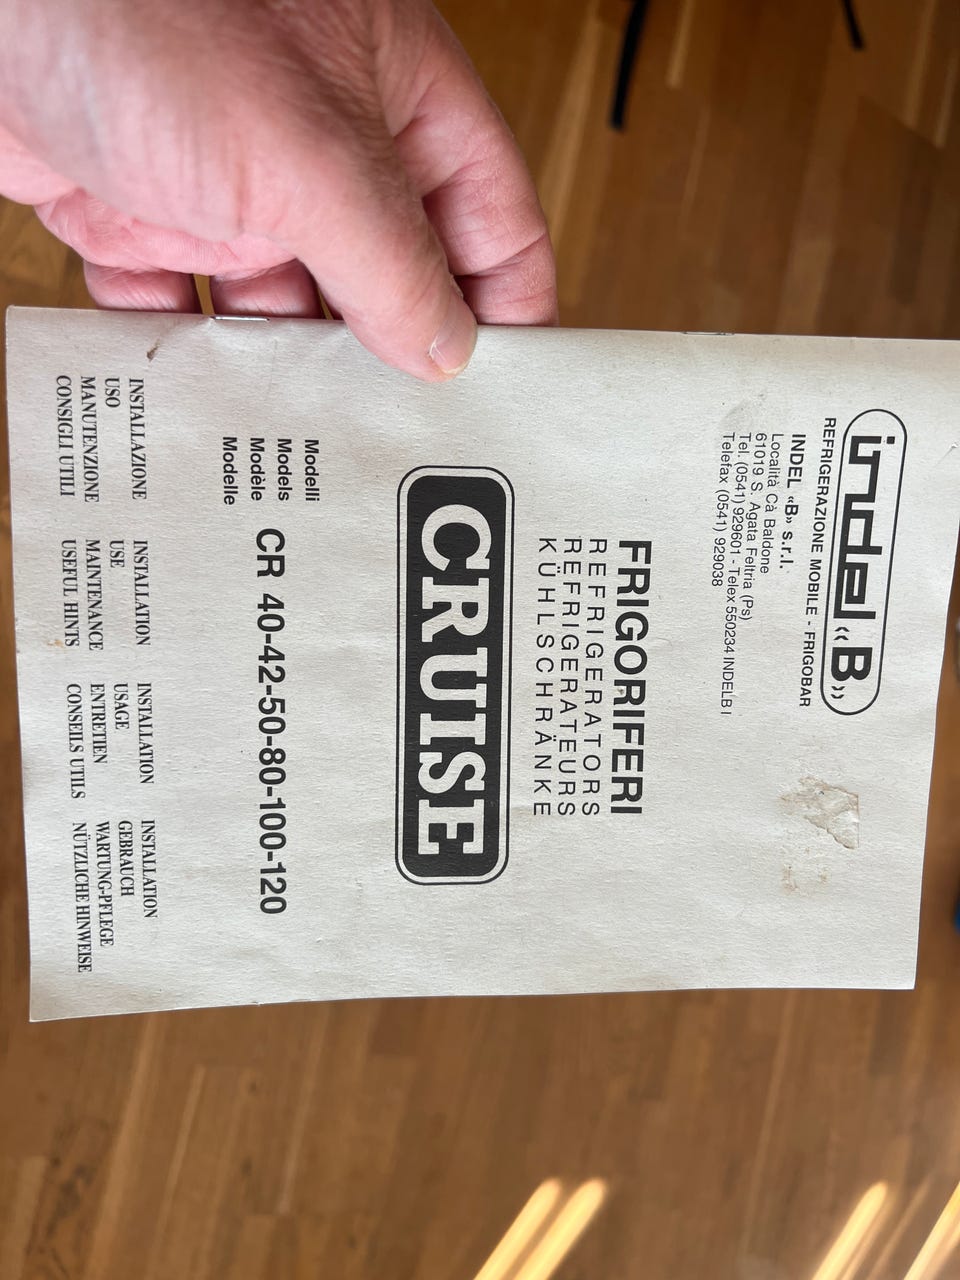 indel «B»
REFRIGERAZIONE MOBILE - FRIGOBAR
INDEL «B» s.r.l.
Località Cà Baldone
61019 S. Agata Feltria (Ps)
Tel. (0541) 929601 - Telex 550234 INDELB I
Telefax (0541) 929038
FRIGORIFERI
REFRIGERATORS
REFRIGERATEURS
KÜHLSCHRÄNKE
CRUISE
Modelli
Models
Modèle
Modelle
CR 40-42-50-80-100-120
INSTALLAZIONE
USO
MANUTENZIONE
CONSIGLI UTILI
INSTALLATION
USE
MAINTENANCE
USEFUL HINTS
INSTALLATION
USAGE
ENTRETIEN
CONSEILS UTILS
INSTALLATION
GEBRAUCH
WARTUNG-PFLEGE
NÜTZLICHE HINWEISE